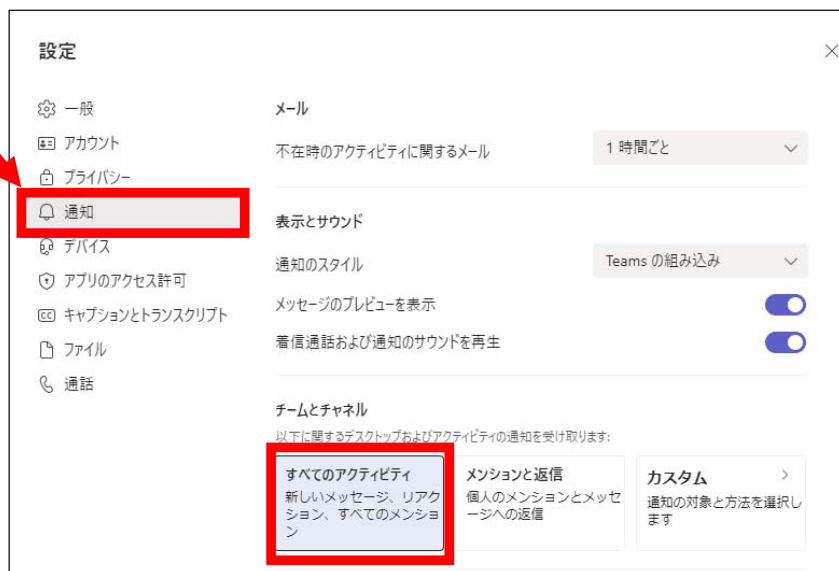 設定
一般
アカウント
プライバシー
通知
デバイス
アプリのアクセス許可
CC キャプションとトランスクリプト
ファイル
通話
メール
不在時のアクティビティに関するメール
1 時間ごと
表示とサウンド
通知のスタイル
Teams の組み込み
メッセージのプレビューを表示
着信通話および通知のサウンドを再生
チームとチャネル
以下に関するデスクトップおよびアクティビティの通知を受け取ります:
すべてのアクティビティ
新しいメッセージ、リアク
ション、すべてのメンショ
ン
メンションと返信
個人のメンションとメッセ
ージへの返信
カスタム
通知の対象と方法を選択し
ます